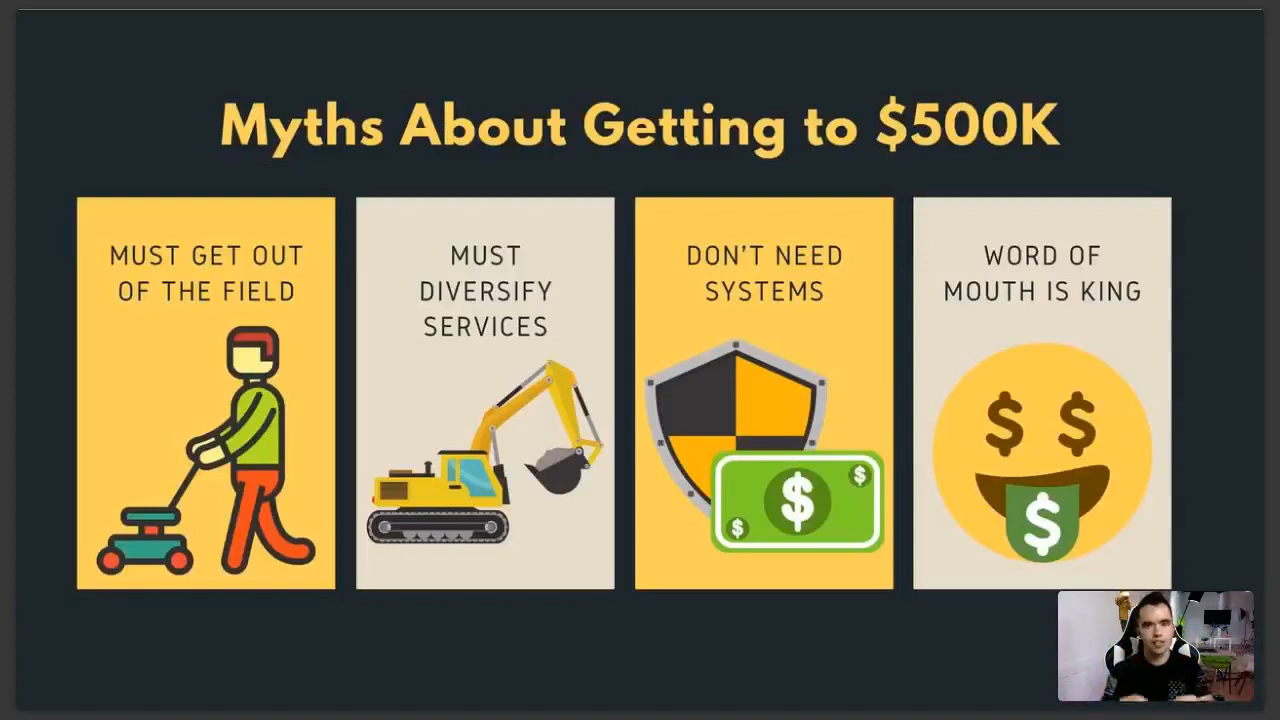 Myths About Getting to $500K
MUST GET OUT
OF THE FIELD
MUST
DIVERSIFY
SERVICES
DON'T NEED
SYSTEMS
WORD OF
MOUTH IS KING
$
$
$
$ $
$